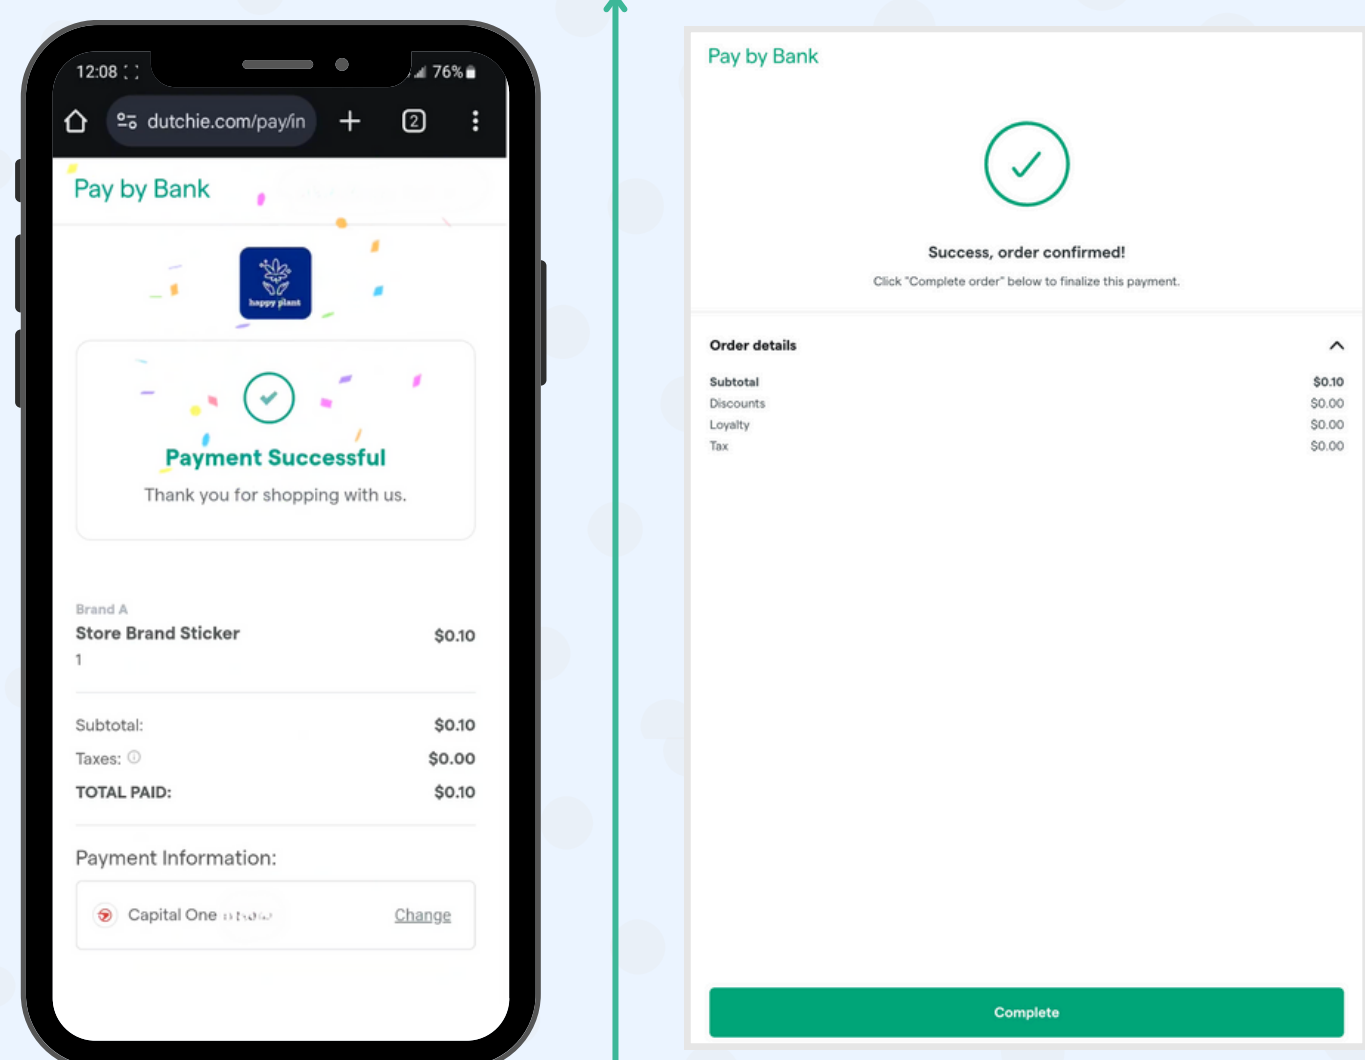 12:08
76%
dutchie.com/pay/in
2
Pay by Bank
happy plant
Payment Successful
Thank you for shopping with us.
Brand A
Store Brand Sticker $0.10
1
Subtotal: $0.10
Taxes: $0.00
TOTAL PAID: $0.10
Payment Information:
Capital One
Change
Pay by Bank
Success, order confirmed!
Click "Complete order" below to finalize this payment.
Order details
Subtotal $0.10
Discounts $0.00
Loyalty $0.00
Tax $0.00
Complete